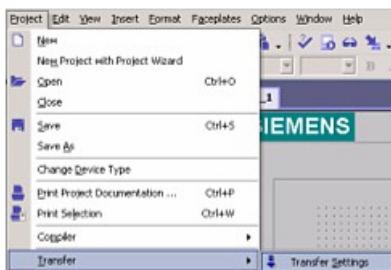 Project Edit View Insert Format Faceplates Options Window Help
New
New Project with Project Wizard
Open Ctrl+O
Close
_1
Save Ctrl+S
SIEMENS
Save As
Change Device Type
Print Project Documentation ... Ctrl+P
Print Selection Ctrl+W
Compiler
Transfer
Transfer Settings